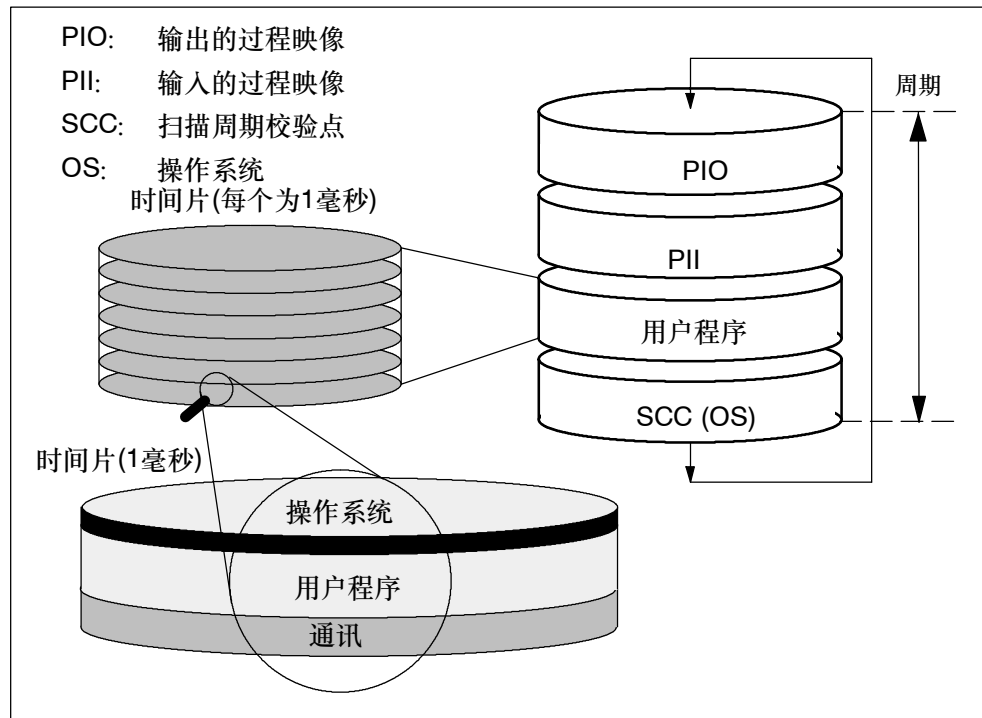 PIO: 输出的过程映像
PII: 输入的过程映像
SCC: 扫描周期校验点
OS: 操作系统
时间片(每个为1毫秒)
周期
PIO
PII
用户程序
SCC (OS)
时间片(1毫秒)
操作系统
用户程序
通讯